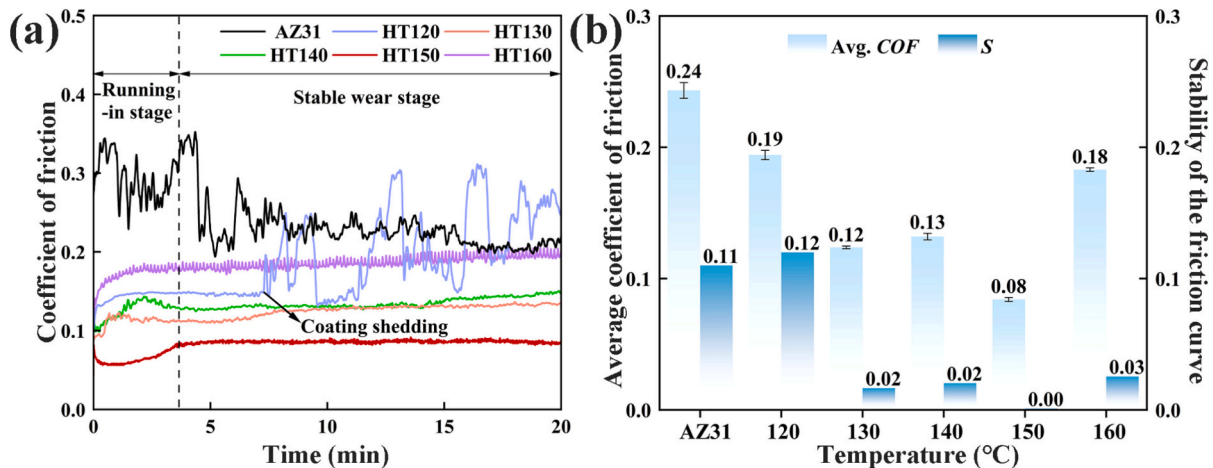 (a)
0.5
0.4
0.3
0.2
0.1
0.0
Coefficient of friction
AZ31 HT120 HT130
HT140 HT150 HT160
Running
-in stage
Stable wear stage
Coating shedding
0 5 10 15 20
Time (min)
(b)
0.3
0.2
0.1
0.0
Average coefficient of friction
Avg. COF S
0.24
0.11
0.19
0.12
0.12
0.02
0.13
0.02
0.08
0.00
0.18
0.03
AZ31 120 130 140 150 160
Temperature (°C)
0.3
0.2
0.1
0.0
Stability of the friction curve